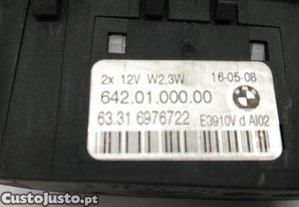 2x 12V W2,3W 16-05-08
642.01.000.00
63.31 6976722 E3910V d AI02
CustoJusto.pt